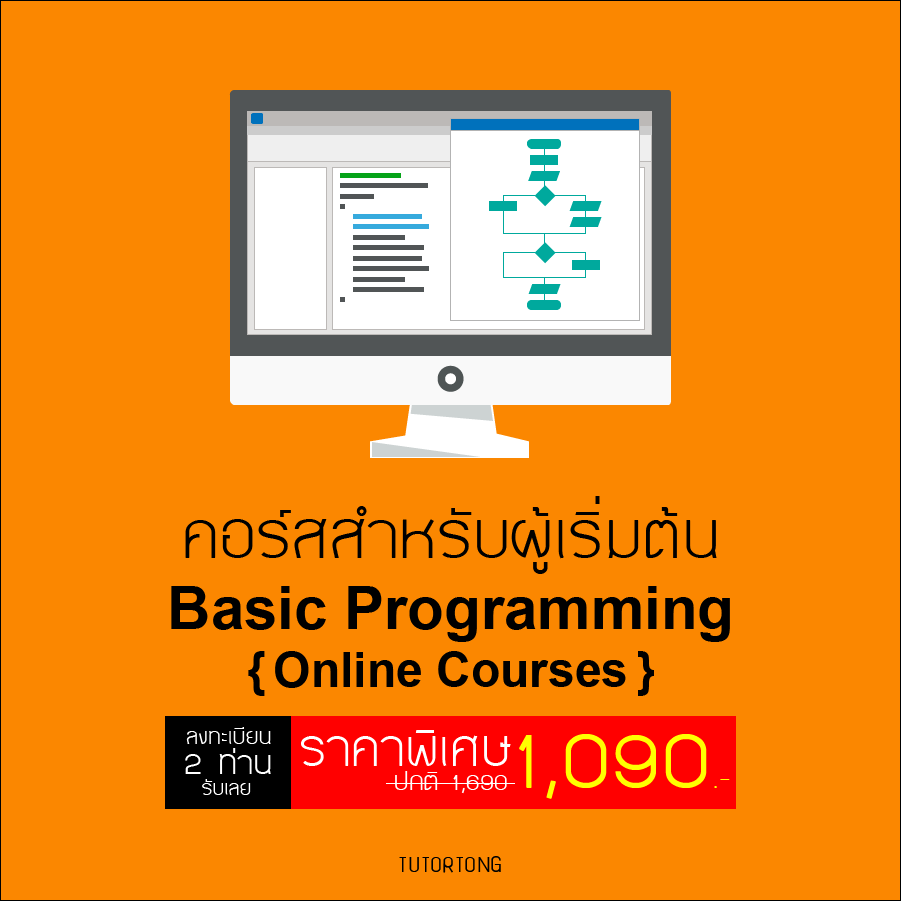 คอร์สสำหรับผู้เริ่มต้น
Basic Programming
{Online Courses}
ลงทะเบียน
2 ท่าน
รับเลย
ราคาพิเศษ 1,090.-
ปกติ 1,690
TUTORTONG